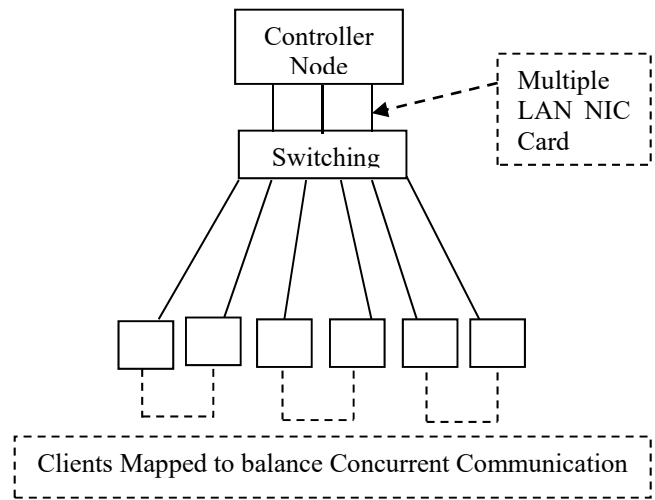 Controller
Node
Multiple
LAN NIC
Card
Switching
Clients Mapped to balance Concurrent Communication